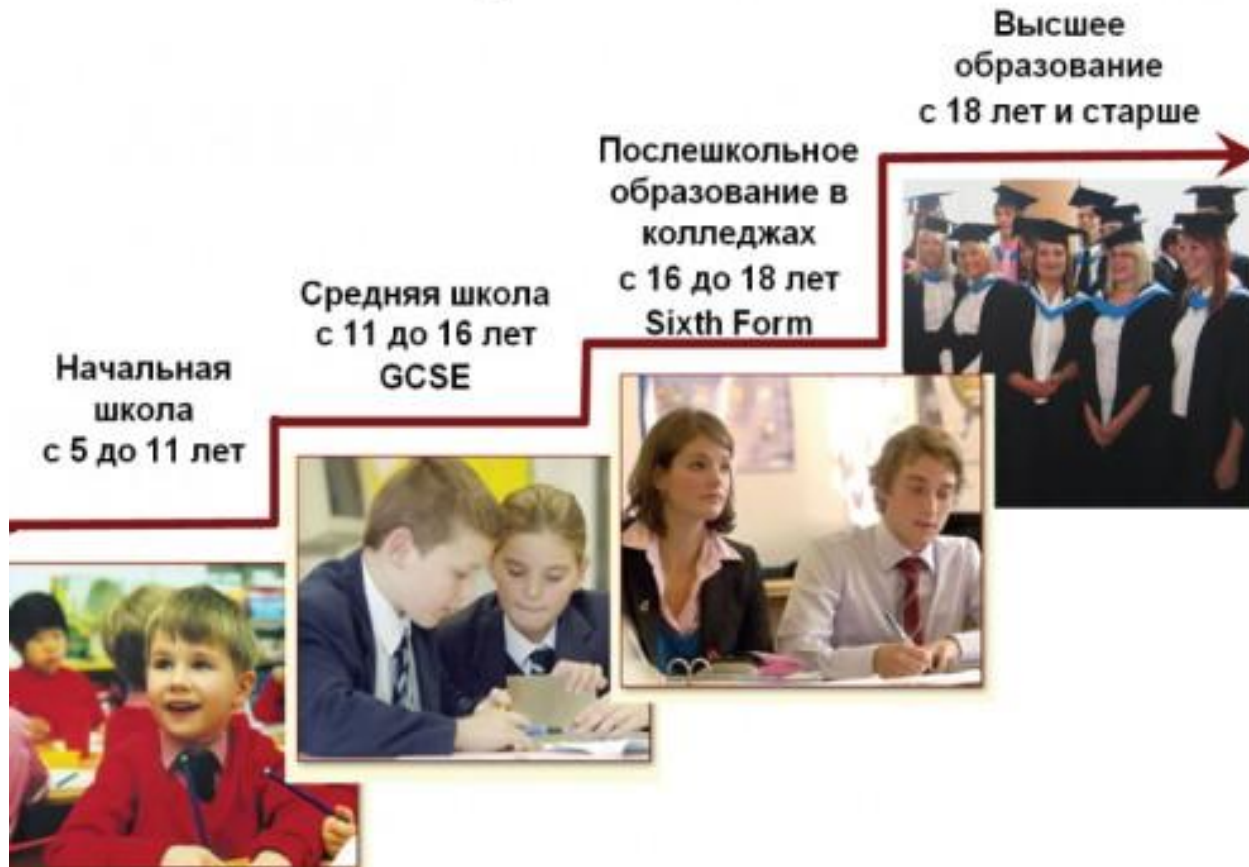 Начальная
школа
с 5 до 11 лет
Средняя школа
с 11 до 16 лет
GCSE
Послешкольное
образование в
колледжах
с 16 до 18 лет
Sixth Form
Высшее
образование
с 18 лет и старше